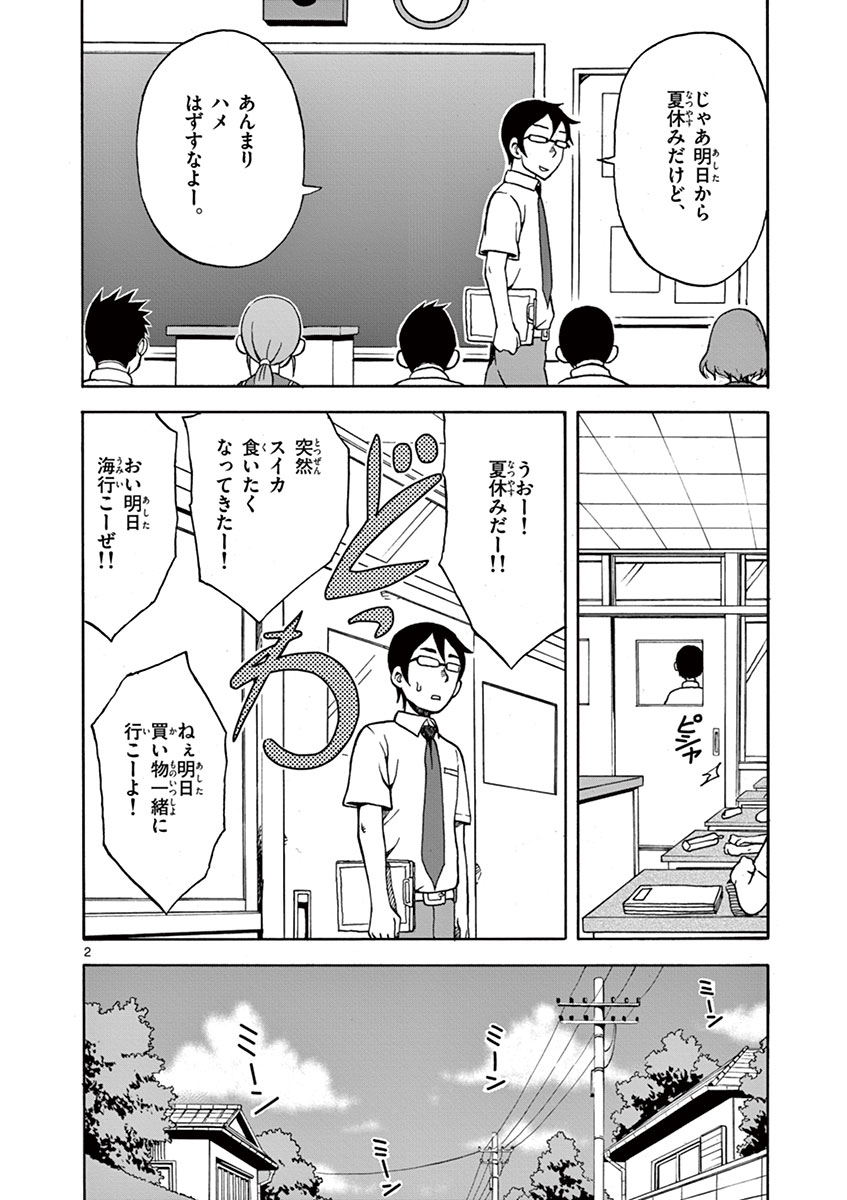 じゃあ明日から
夏休みだけど、
あんまり
ハメ
はずすなよー。
ピシャ
うおー！
夏休みだー!!
どわっ
突然
スイカ
食いたく
なってきたー！
おい明日
海行こーぜ!!
ねぇ明日
買い物一緒に
行こーよ！
2
ミーン
ミーン
ミーン
ミーン